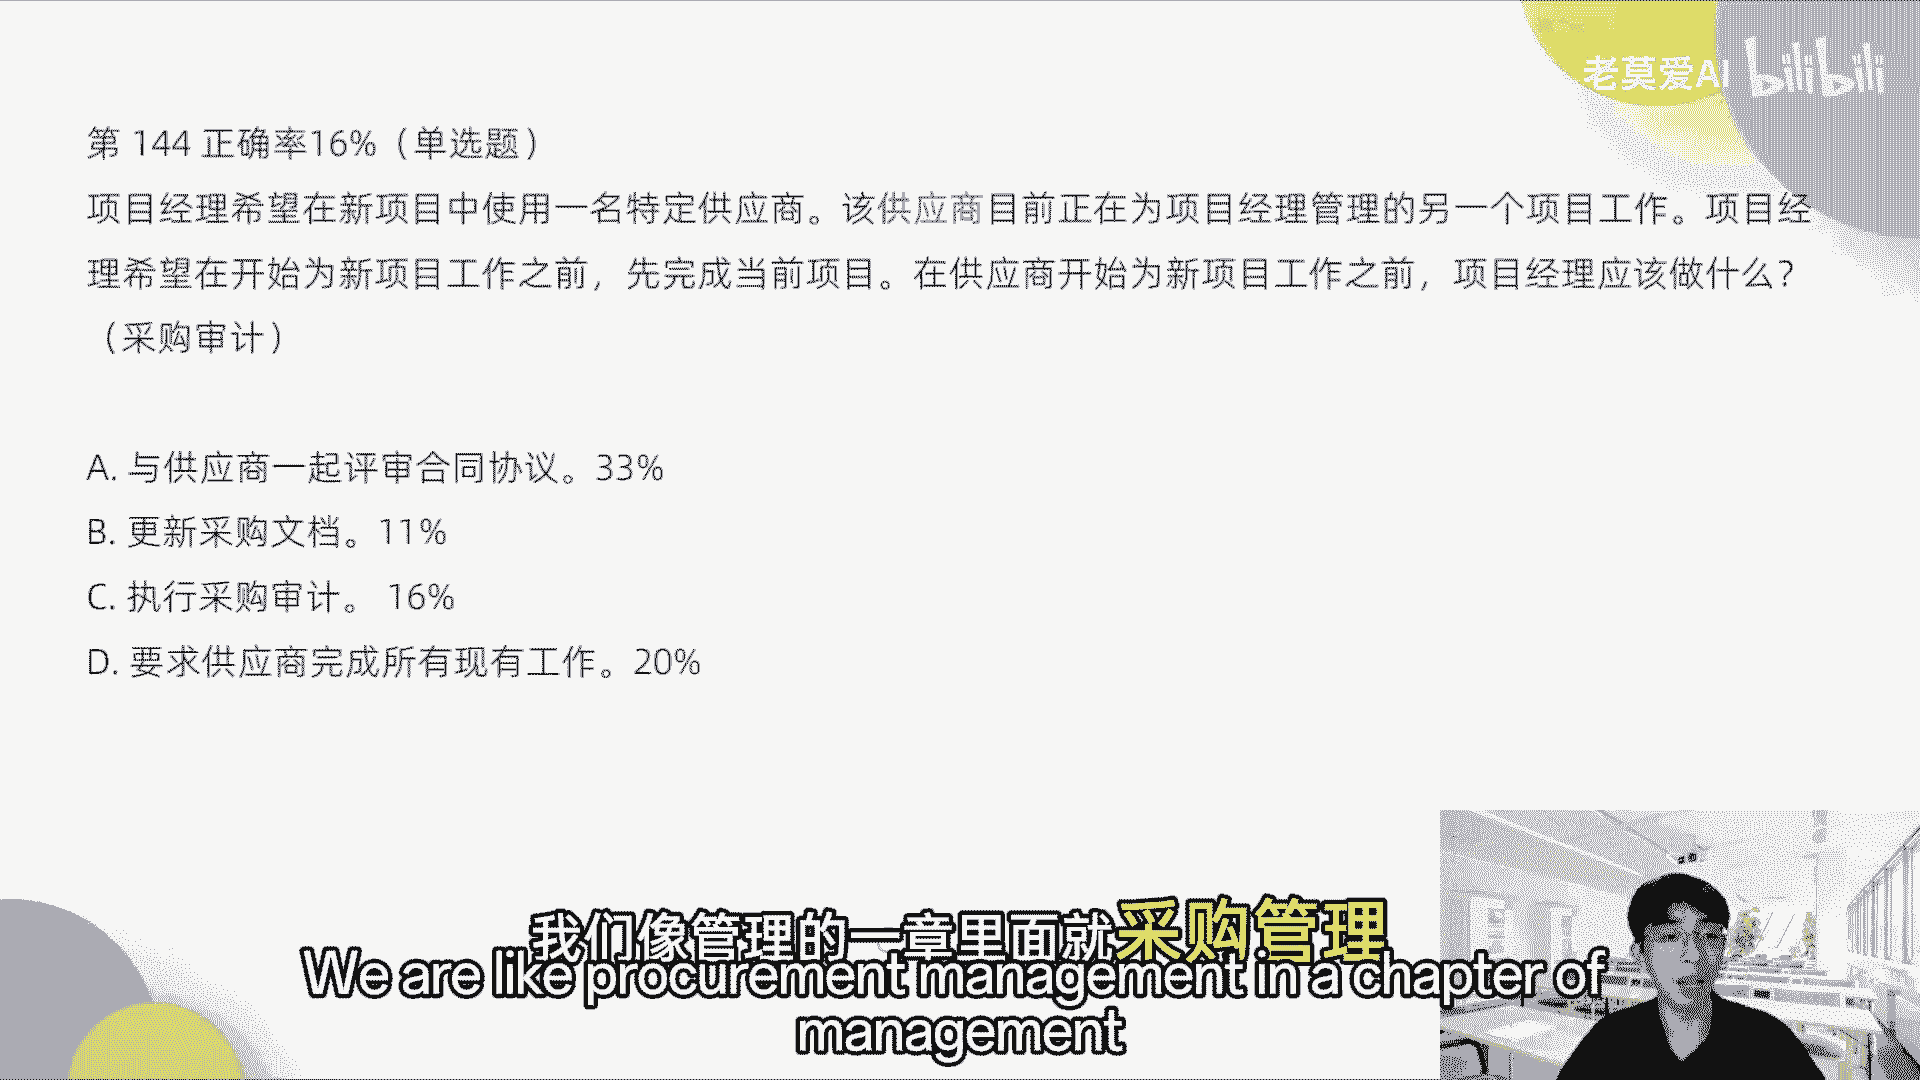 老莫爱AI bilibili
第 144 正确率16%（单选题）
项目经理希望在新项目中使用一名特定供应商。该供应商目前正在为项目经理管理的另一个项目工作。项目经
理希望在开始为新项目工作之前，先完成当前项目。在供应商开始为新项目工作之前，项目经理应该做什么？
（采购审计）
A. 与供应商一起评审合同协议。33%
B. 更新采购文档。11%
C. 执行采购审计。 16%
D. 要求供应商完成所有现有工作。20%
我们像管理的一章里面就采购管理
We are like procurement management in a chapter of
management